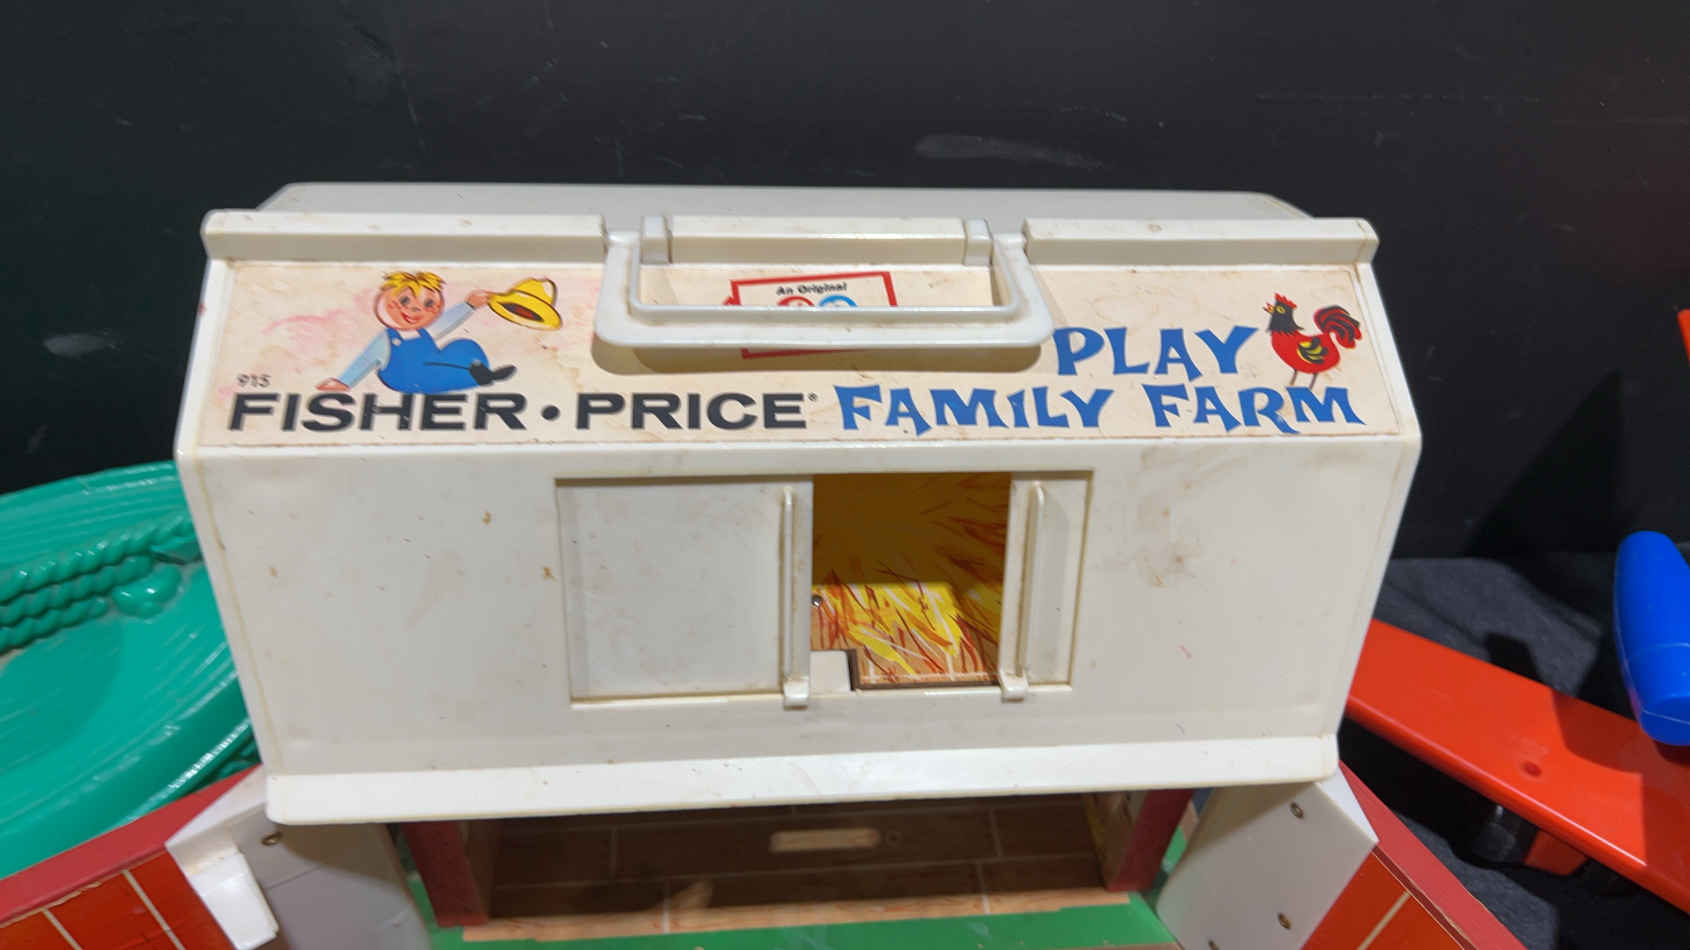 An Original
PLAY
915
FISHER·PRICE® FAMILY FARM